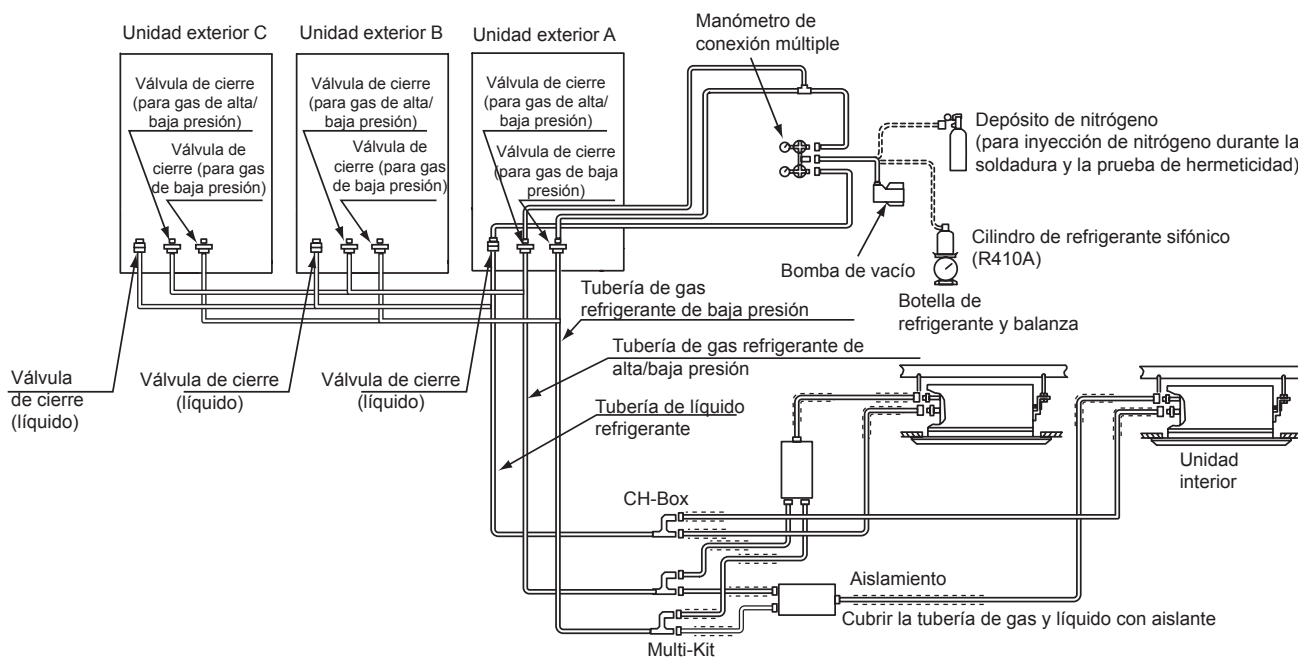 Unidad exterior C
Válvula de cierre
(para gas de alta/
baja presión)
Válvula de
cierre (para gas
de baja presión)
Unidad exterior B
Válvula de cierre
(para gas de alta/
baja presión)
Válvula de
cierre (para gas
de baja presión)
Unidad exterior A
Válvula de cierre
(para gas de alta/
baja presión)
Válvula de cierre
(para gas de baja
presión)
Manómetro de
conexión múltiple
Depósito de nitrógeno
(para inyección de nitrógeno durante la
soldadura y la prueba de hermeticidad)
Cilindro de refrigerante sifónico
(R410A)
Bomba de vacío
Botella de
refrigerante y balanza
Tubería de gas
refrigerante de baja presión
Tubería de gas refrigerante de
alta/baja presión
Tubería de líquido
refrigerante
Válvula
de cierre
(líquido)
Válvula de cierre
(líquido)
Válvula de cierre
(líquido)
Unidad
interior
CH-Box
Aislamiento
Cubrir la tubería de gas y líquido con aislante
Multi-Kit